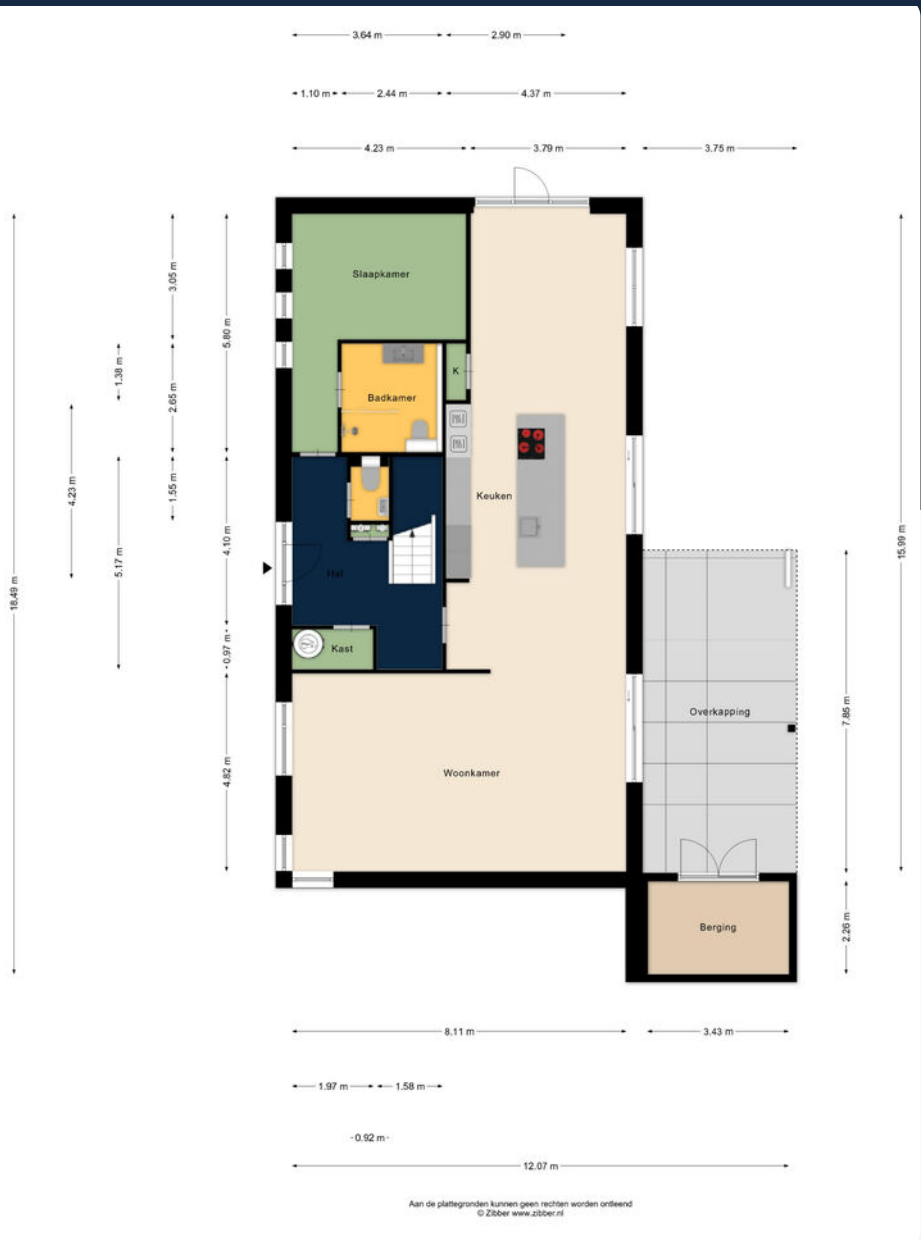 3.64 m
2.90 m
1.10 m
2.44 m
4.37 m
4.23 m
3.79 m
3.75 m
18.49 m
4.23 m
1.38 m
5.17 m
3.05 m
2.65 m
1.55 m
5.80 m
4.10 m
0.97 m
4.82 m
Slaapkamer
K
Badkamer
Keuken
Hal
Kast
Overkapping
Woonkamer
Berging
15.99 m
7.85 m
2.26 m
8.11 m
3.43 m
1.97 m
1.58 m
0.92 m
12.07 m
Aan de plattegronden kunnen geen rechten worden ontleend
© Zibber www.zibber.nl